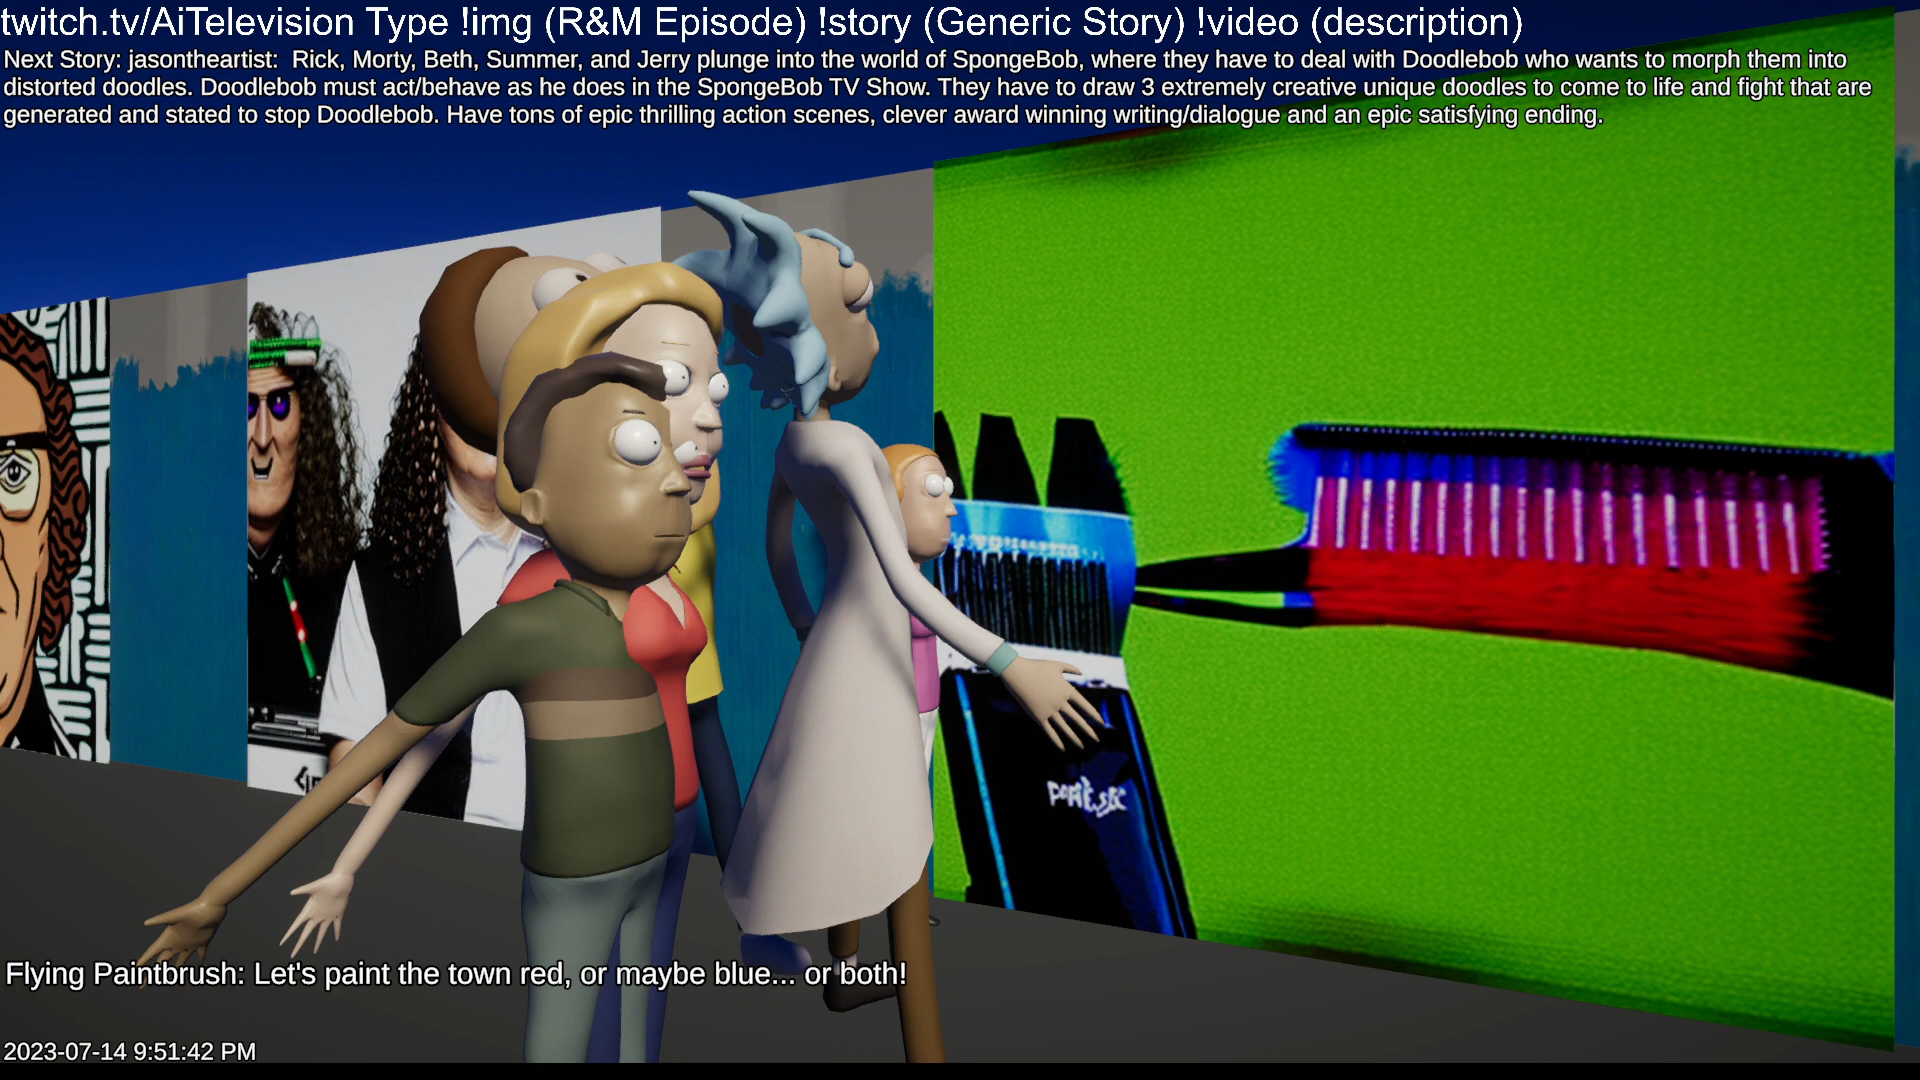 twitch.tv/AiTelevision Type !img (R&M Episode) !story (Generic Story) !video (description)
Next Story: jasontheartist:  Rick, Morty, Beth, Summer, and Jerry plunge into the world of SpongeBob, where they have to deal with Doodlebob who wants to morph them into
distorted doodles. Doodlebob must act/behave as he does in the SpongeBob TV Show. They have to draw 3 extremely creative unique doodles to come to life and fight that are
generated and stated to stop Doodlebob. Have tons of epic thrilling action scenes, clever award winning writing/dialogue and an epic satisfying ending.
Flying Paintbrush: Let's paint the town red, or maybe blue... or both!
2023-07-14 9:51:42 PM